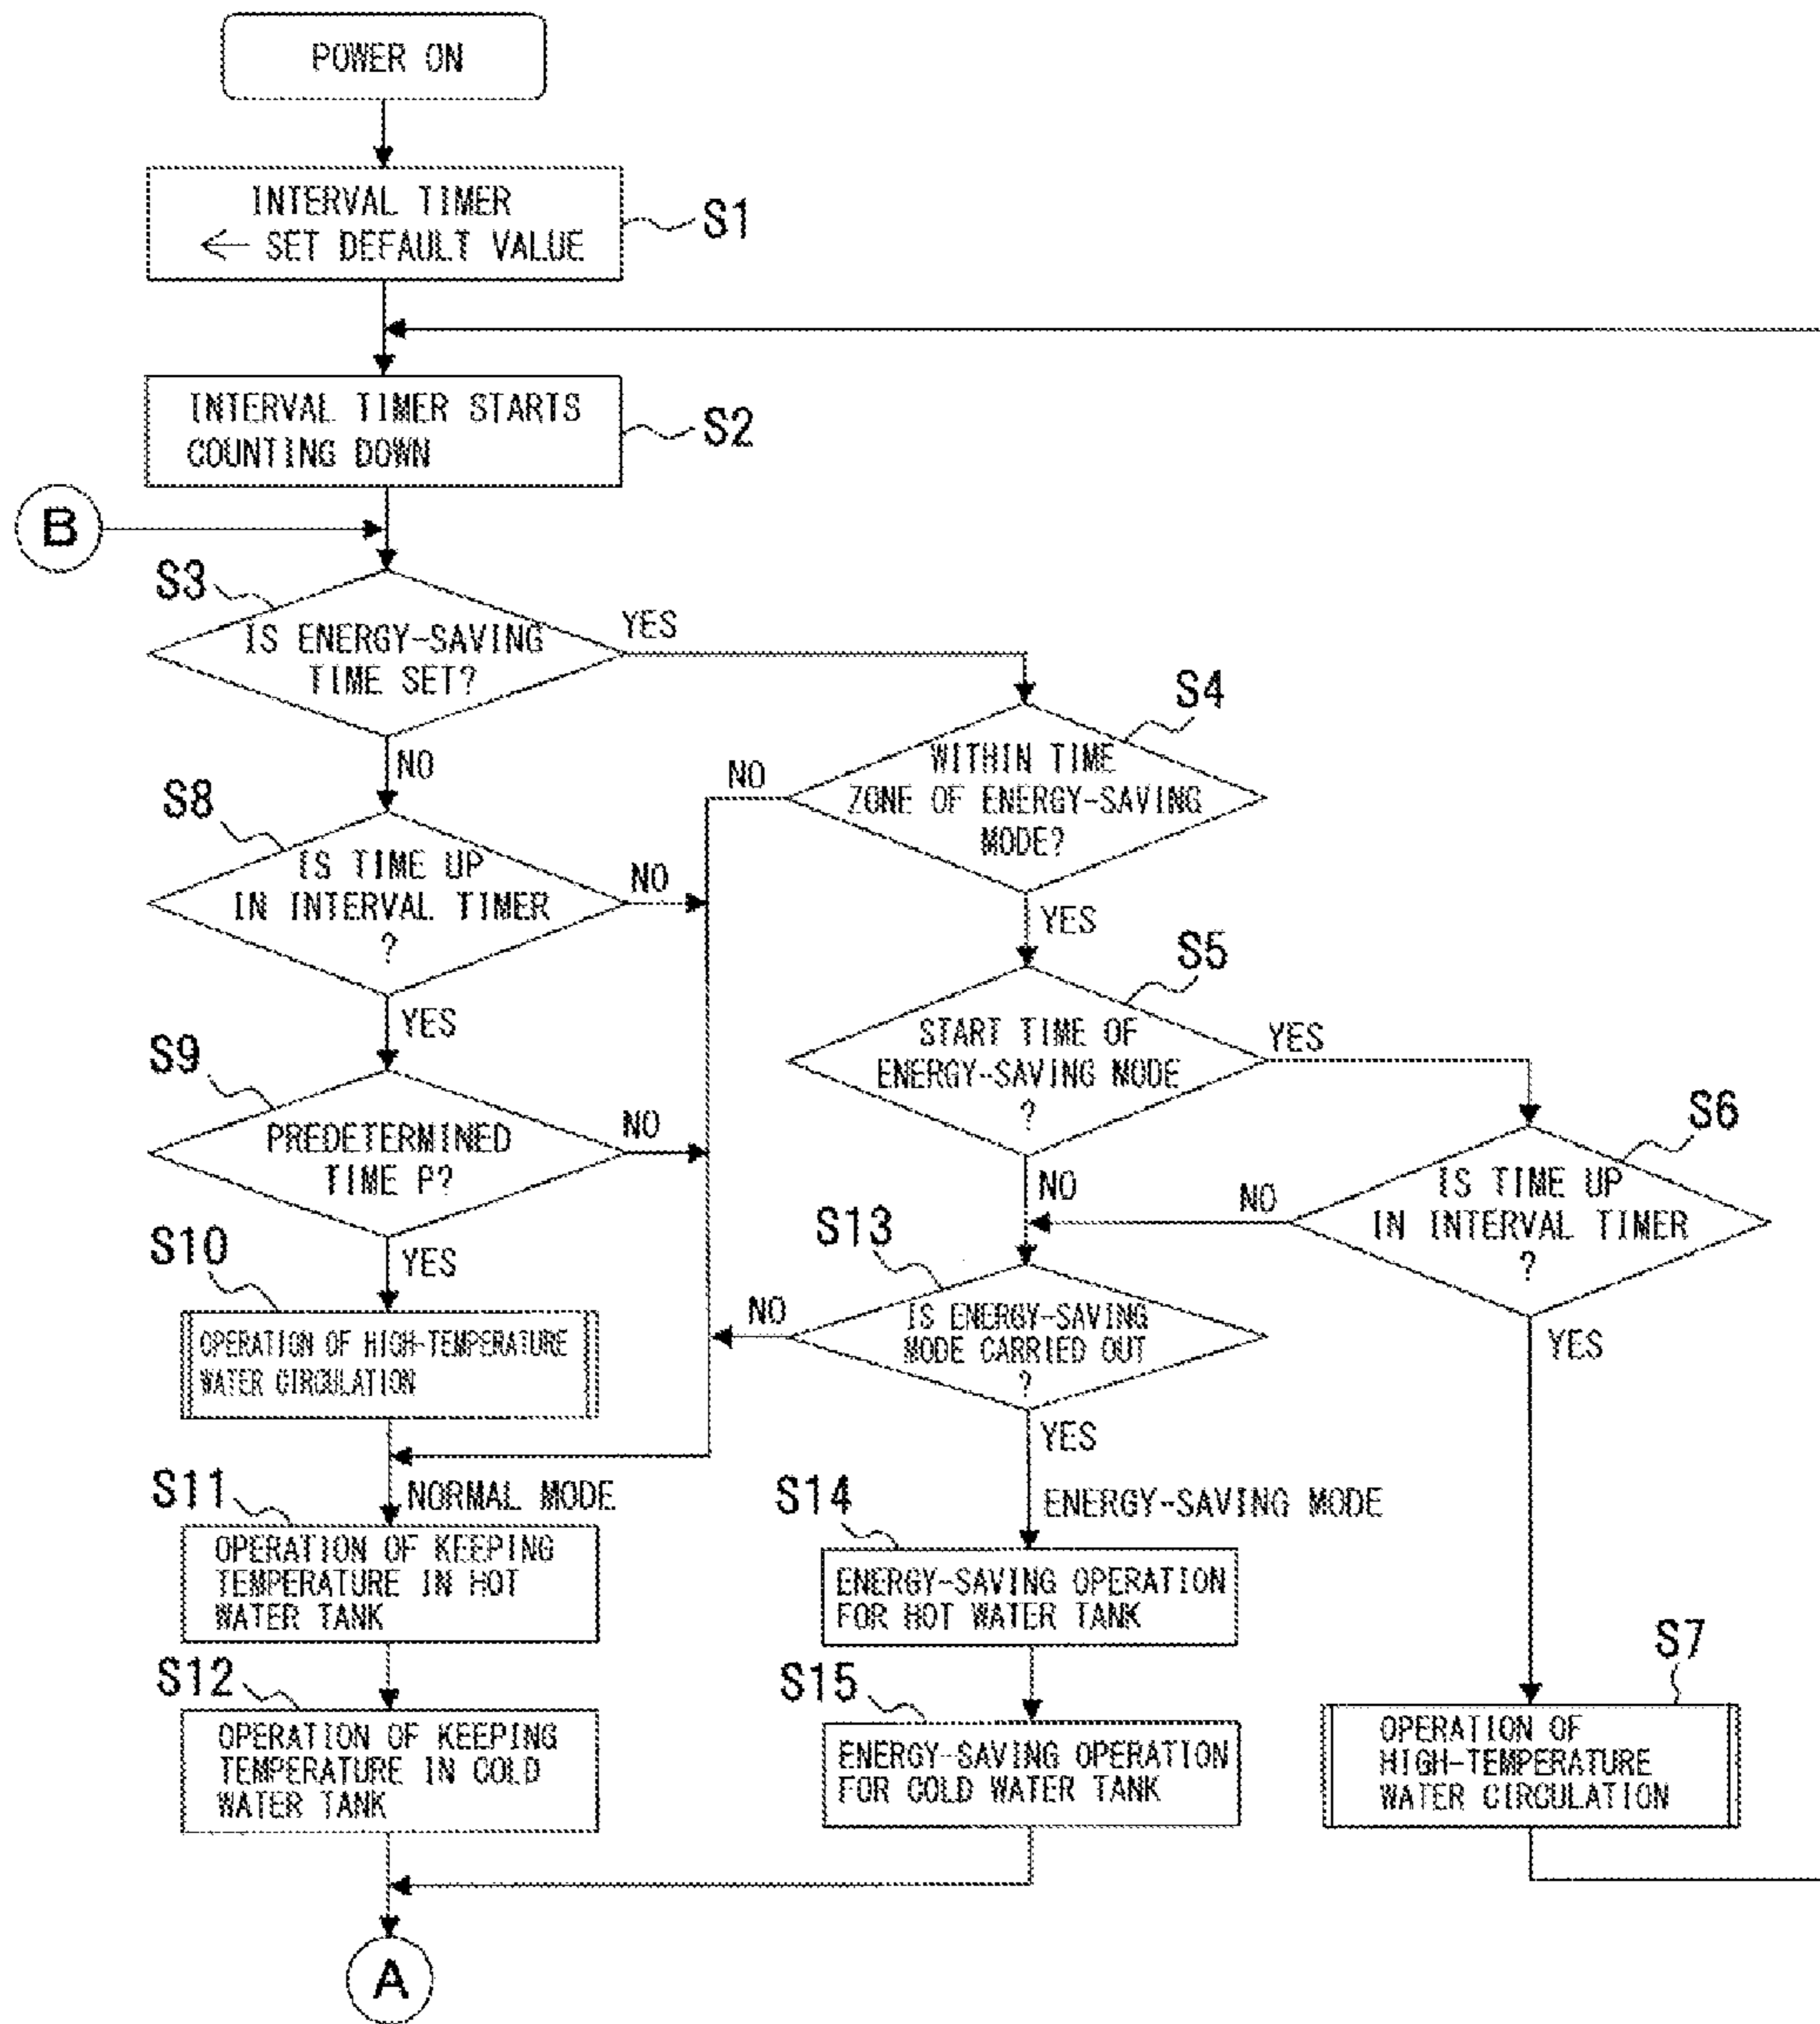 POWER ON
INTERVAL TIMER
← SET DEFAULT VALUE
S1
INTERVAL TIMER STARTS
COUNTING DOWN
S2
B
S3
IS ENERGY-SAVING
TIME SET?
YES
NO
S4
WITHIN TIME
ZONE OF ENERGY-SAVING
MODE?
NO
YES
S8
IS TIME UP
IN INTERVAL TIMER
?
NO
YES
S5
START TIME OF
ENERGY-SAVING MODE
?
YES
NO
S9
PREDETERMINED
TIME P?
NO
YES
S6
IS TIME UP
IN INTERVAL TIMER
?
NO
YES
S10
OPERATION OF HIGH-TEMPERATURE
WATER CIRCULATION
S13
IS ENERGY-SAVING
MODE CARRIED OUT
?
NO
YES
NORMAL MODE
S11
OPERATION OF KEEPING
TEMPERATURE IN HOT
WATER TANK
ENERGY-SAVING MODE
S14
ENERGY-SAVING OPERATION
FOR HOT WATER TANK
S12
OPERATION OF KEEPING
TEMPERATURE IN COLD
WATER TANK
S15
ENERGY-SAVING OPERATION
FOR COLD WATER TANK
S7
OPERATION OF
HIGH-TEMPERATURE
WATER CIRCULATION
A